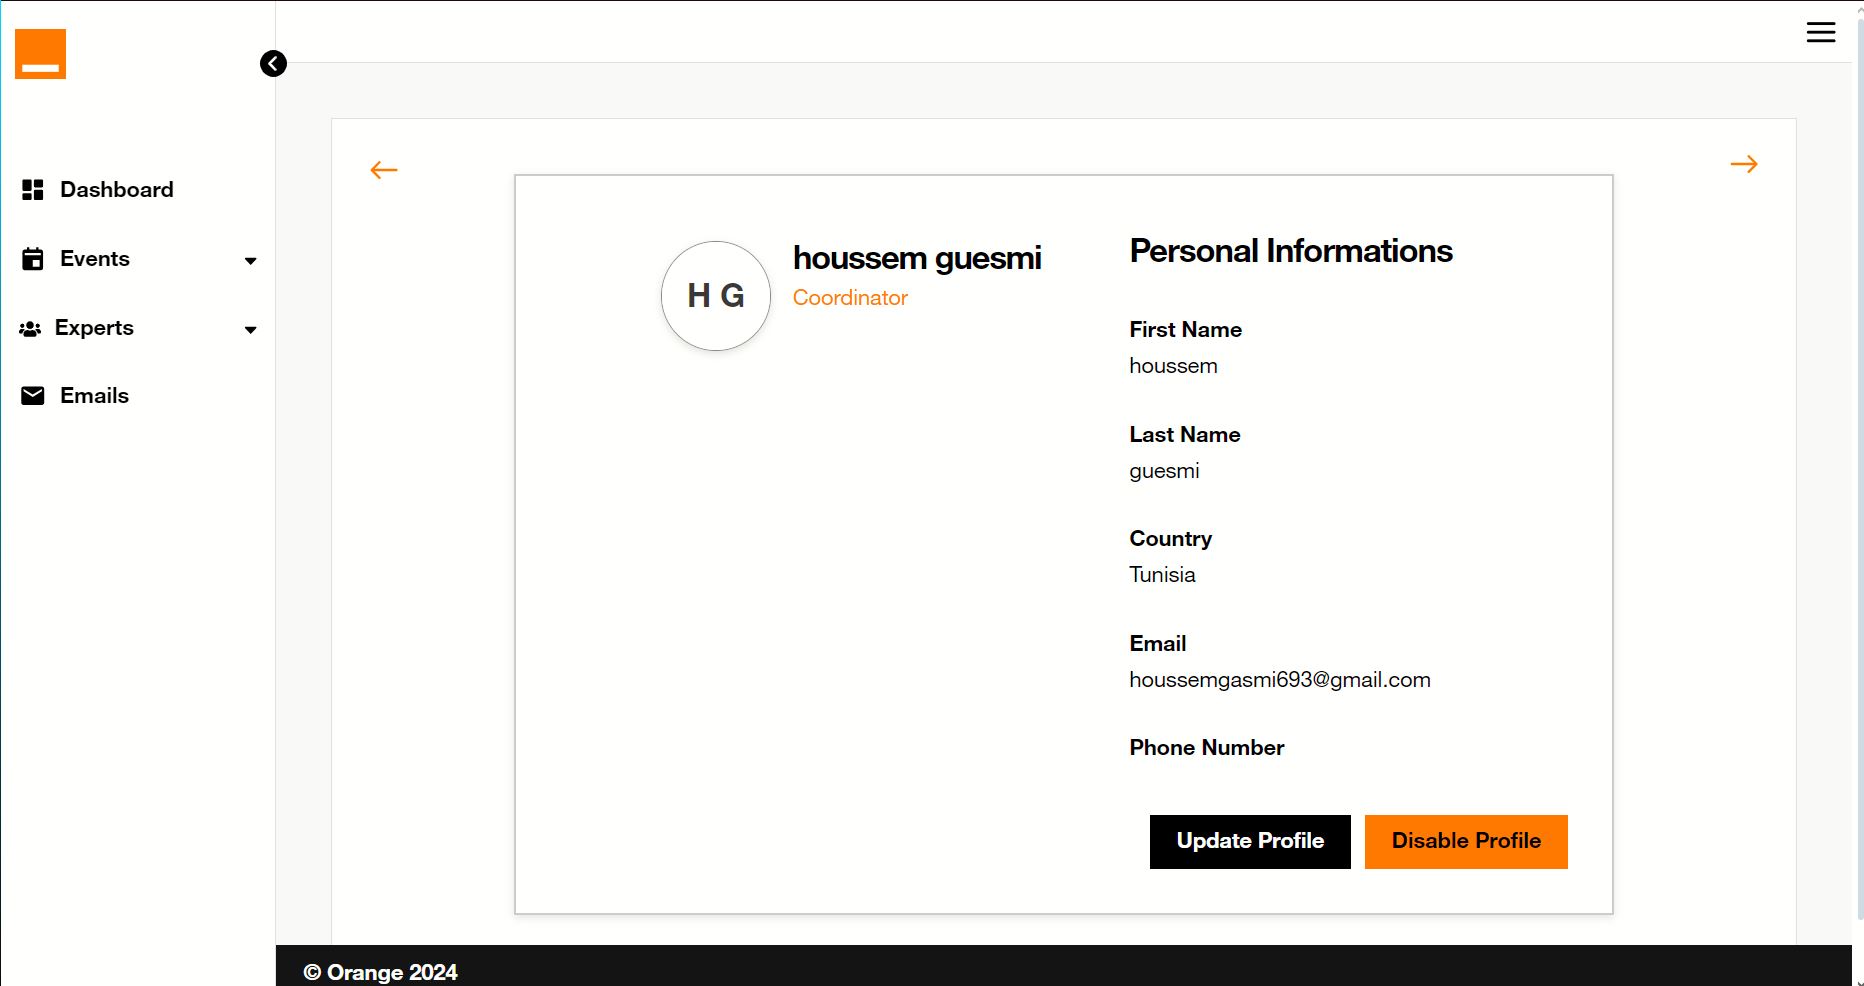 Dashboard
Events
Experts
Emails
H G
houssem guesmi
Coordinator
Personal Informations
First Name
houssem
Last Name
guesmi
Country
Tunisia
Email
houssemgasmi693@gmail.com
Phone Number
Update Profile
Disable Profile
© Orange 2024